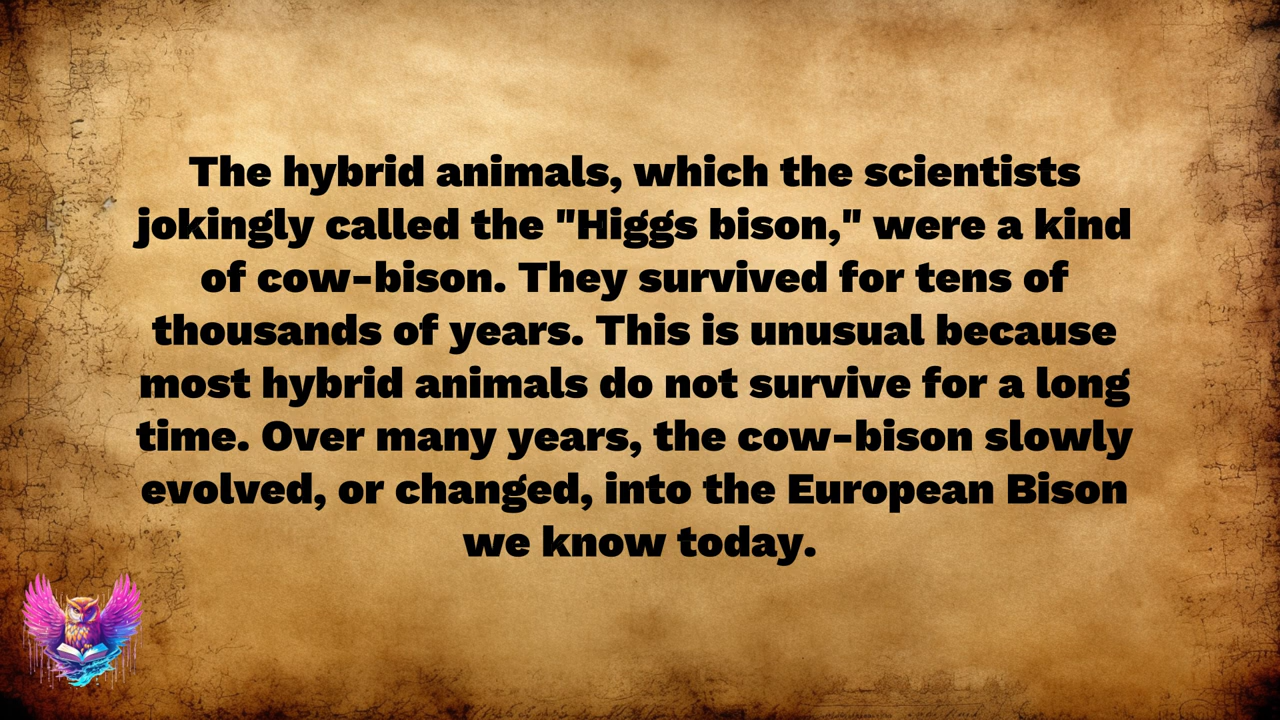 The hybrid animals, which the scientists
jokingly called the "Higgs bison," were a kind
of cow-bison. They survived for tens of
thousands of years. This is unusual because
most hybrid animals do not survive for a long
time. Over many years, the cow-bison slowly
evolved, or changed, into the European Bison
we know today.